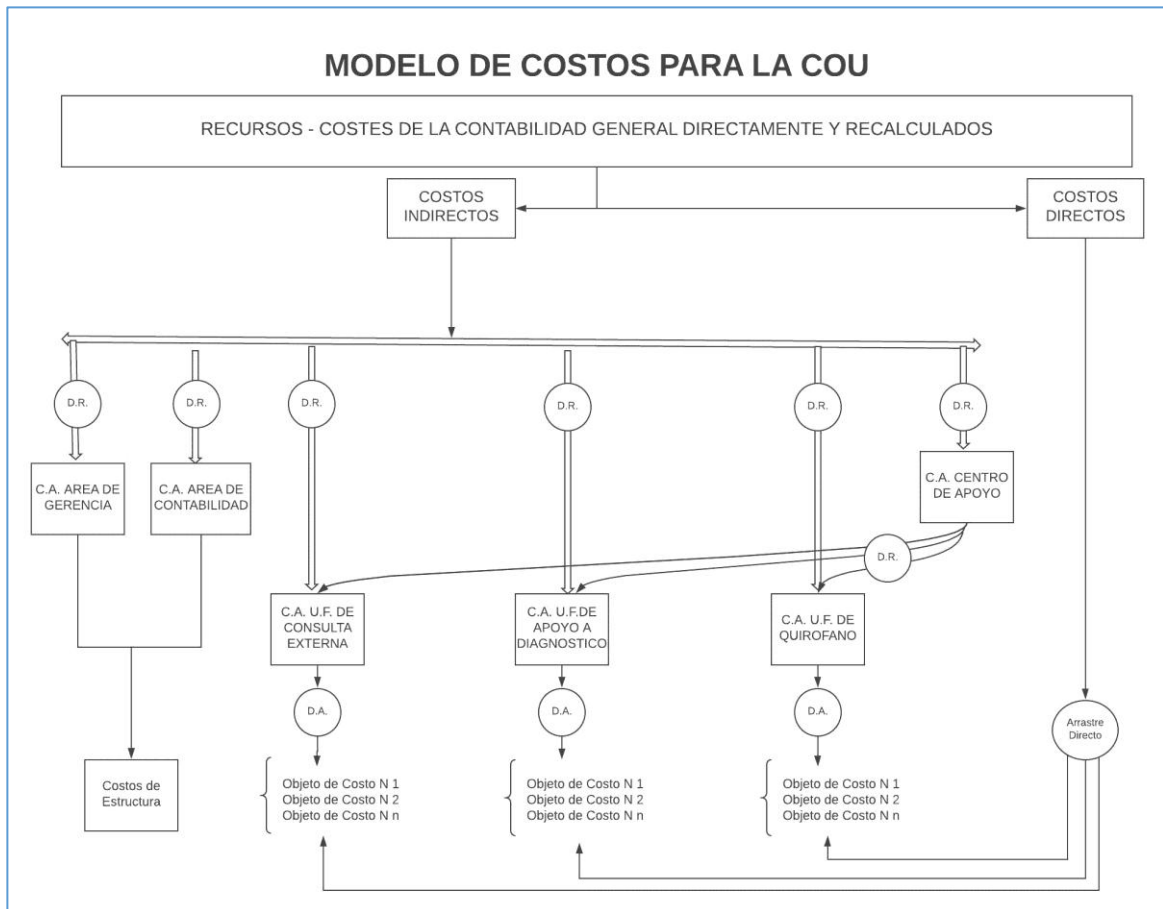 MODELO DE COSTOS PARA LA COU
RECURSOS - COSTES DE LA CONTABILIDAD GENERAL DIRECTAMENTE Y RECALCULADOS
COSTOS
INDIRECTOS
COSTOS
DIRECTOS
D.R.
D.R.
D.R.
D.R.
D.R.
D.R.
C.A. AREA DE
GERENCIA
C.A. AREA DE
CONTABILIDAD
C.A. CENTRO
DE APOYO
D.R.
C.A. U.F. DE
CONSULTA
EXTERNA
C.A. U.F.DE
APOYO A
DIAGNOSTICO
C.A. U.F. DE
QUIROFANO
D.A.
D.A.
D.A.
Arrastre
Directo
Costos de
Estructura
Objeto de Costo N 1
Objeto de Costo N 2
Objeto de Costo N n
Objeto de Costo N 1
Objeto de Costo N 2
Objeto de Costo N n
Objeto de Costo N 1
Objeto de Costo N 2
Objeto de Costo N n